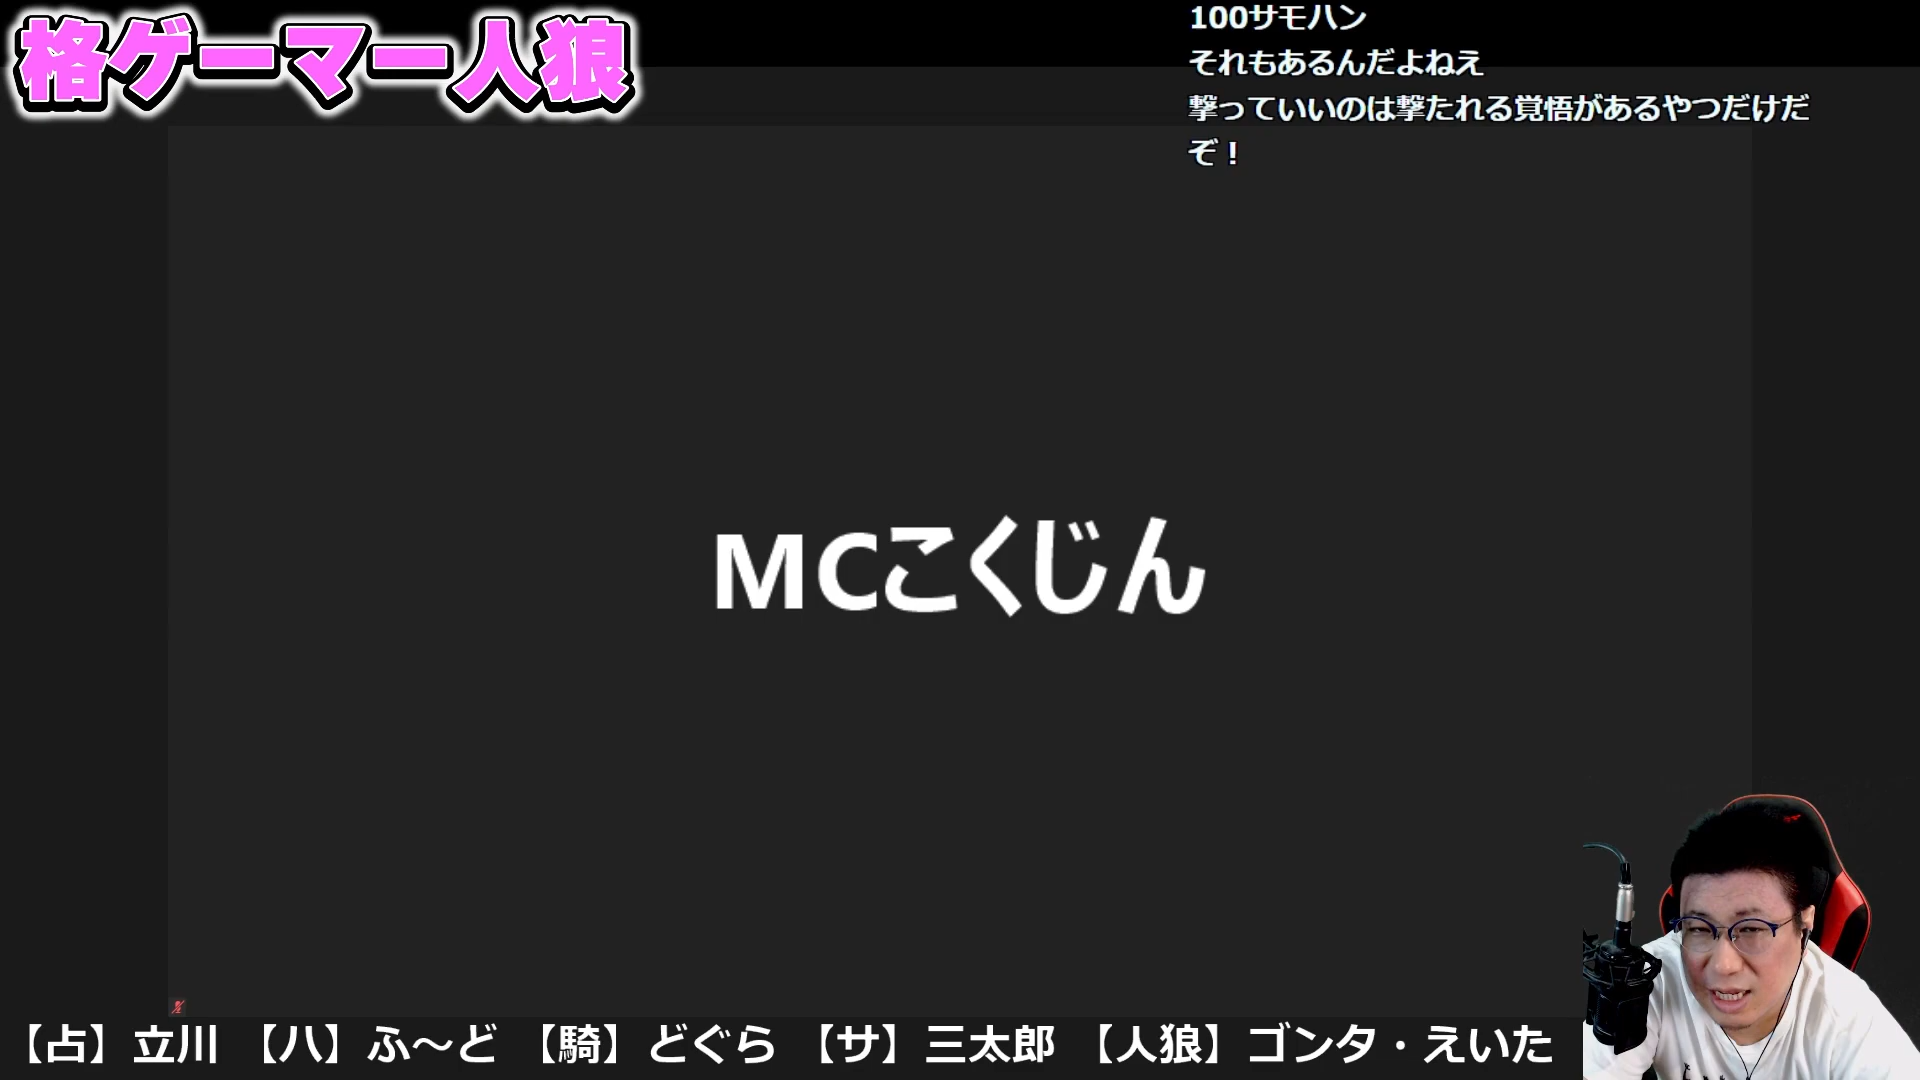 格ゲーマー人狼
100サモハン
それもあるんだよねえ
撃っていいのは撃たれる覚悟があるやつだけだ
ぞ！
MCこくじん
【占】立川 【ハ】ふ～ど 【騎】どぐら 【サ】三太郎 【人狼】ゴンタ・えいた